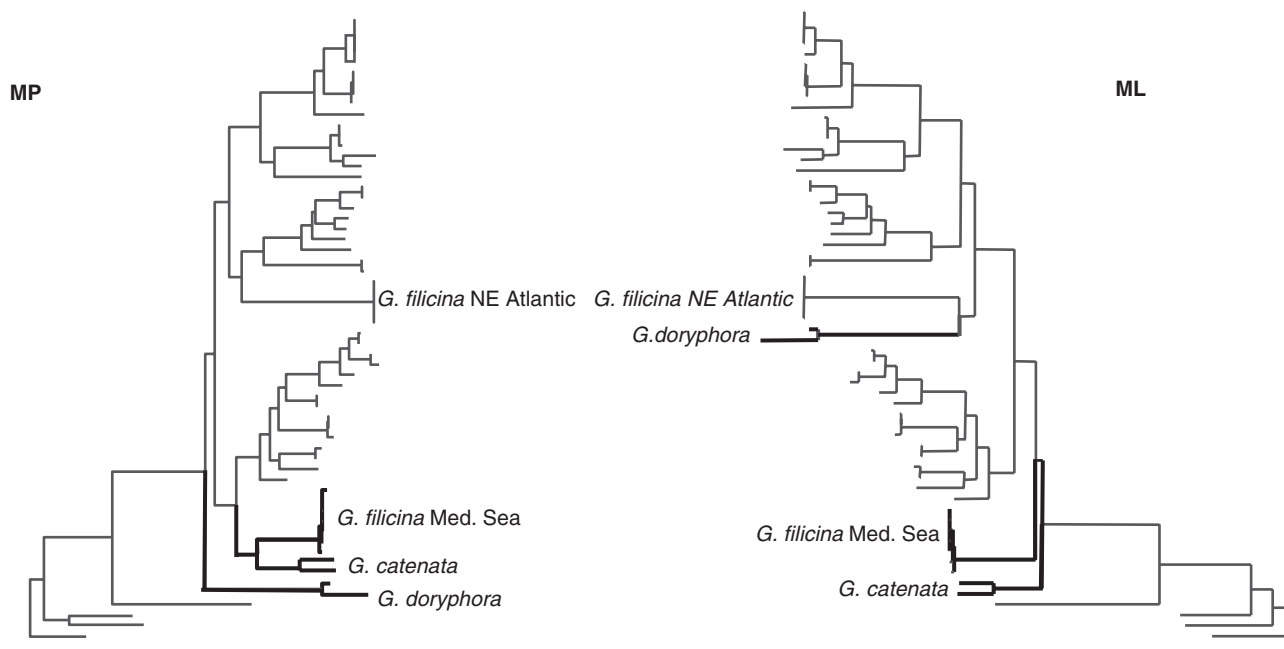 MP
ML
G. filicina NE Atlantic
G. filicina NE Atlantic
G.doryphora
G. filicina Med. Sea
G. catenata
G. doryphora
G. filicina Med. Sea
G. catenata